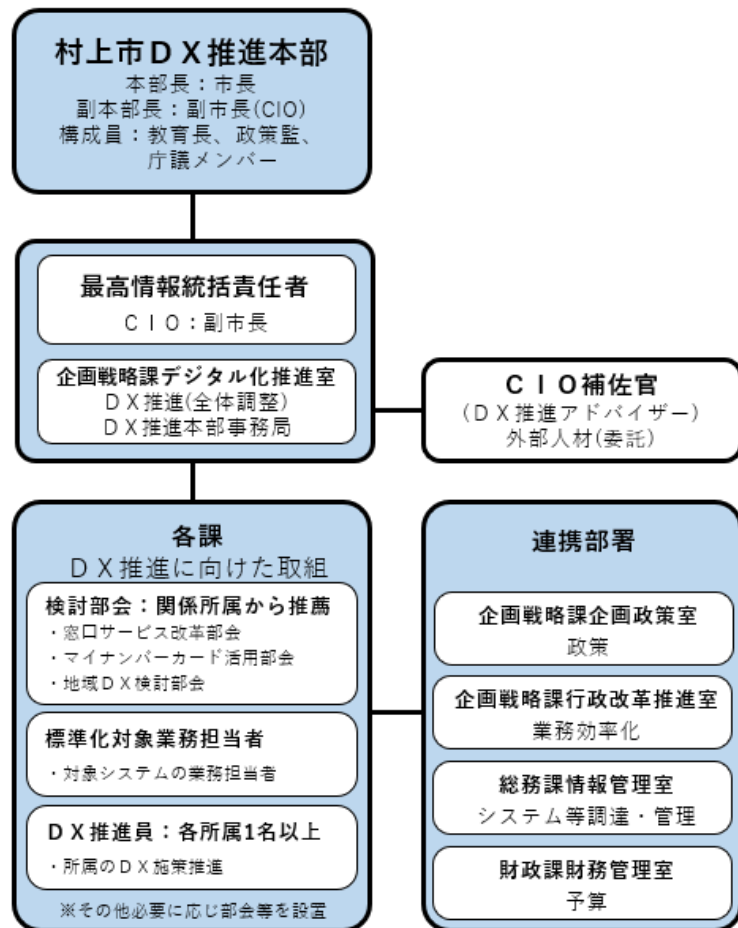 村上市ＤＸ推進本部
本部長：市長
副本部長：副市長(CIO)
構成員：教育長、政策監、
庁議メンバー
最高情報統括責任者
ＣＩＯ：副市長
企画戦略課デジタル化推進室
DX推進(全体調整)
DX推進本部事務局
ＣＩＯ補佐官
(ＤＸ推進アドバイザー)
外部人材(委託)
各課
ＤＸ推進に向けた取組
検討部会：関係所属から推薦
・窓口サービス改革部会
・マイナンバーカード活用部会
・地域DX検討部会
標準化対象業務担当者
・対象システムの業務担当者
ＤＸ推進員：各所属1名以上
・所属のＤＸ施策推進
※その他必要に応じ部会等を設置
連携部署
企画戦略課企画政策室
政策
企画戦略課行政改革推進室
業務効率化
総務課情報管理室
システム等調達・管理
財政課財務管理室
予算